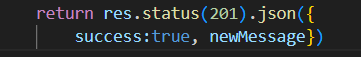 return res.status(201).json({
success:true, newMessage})